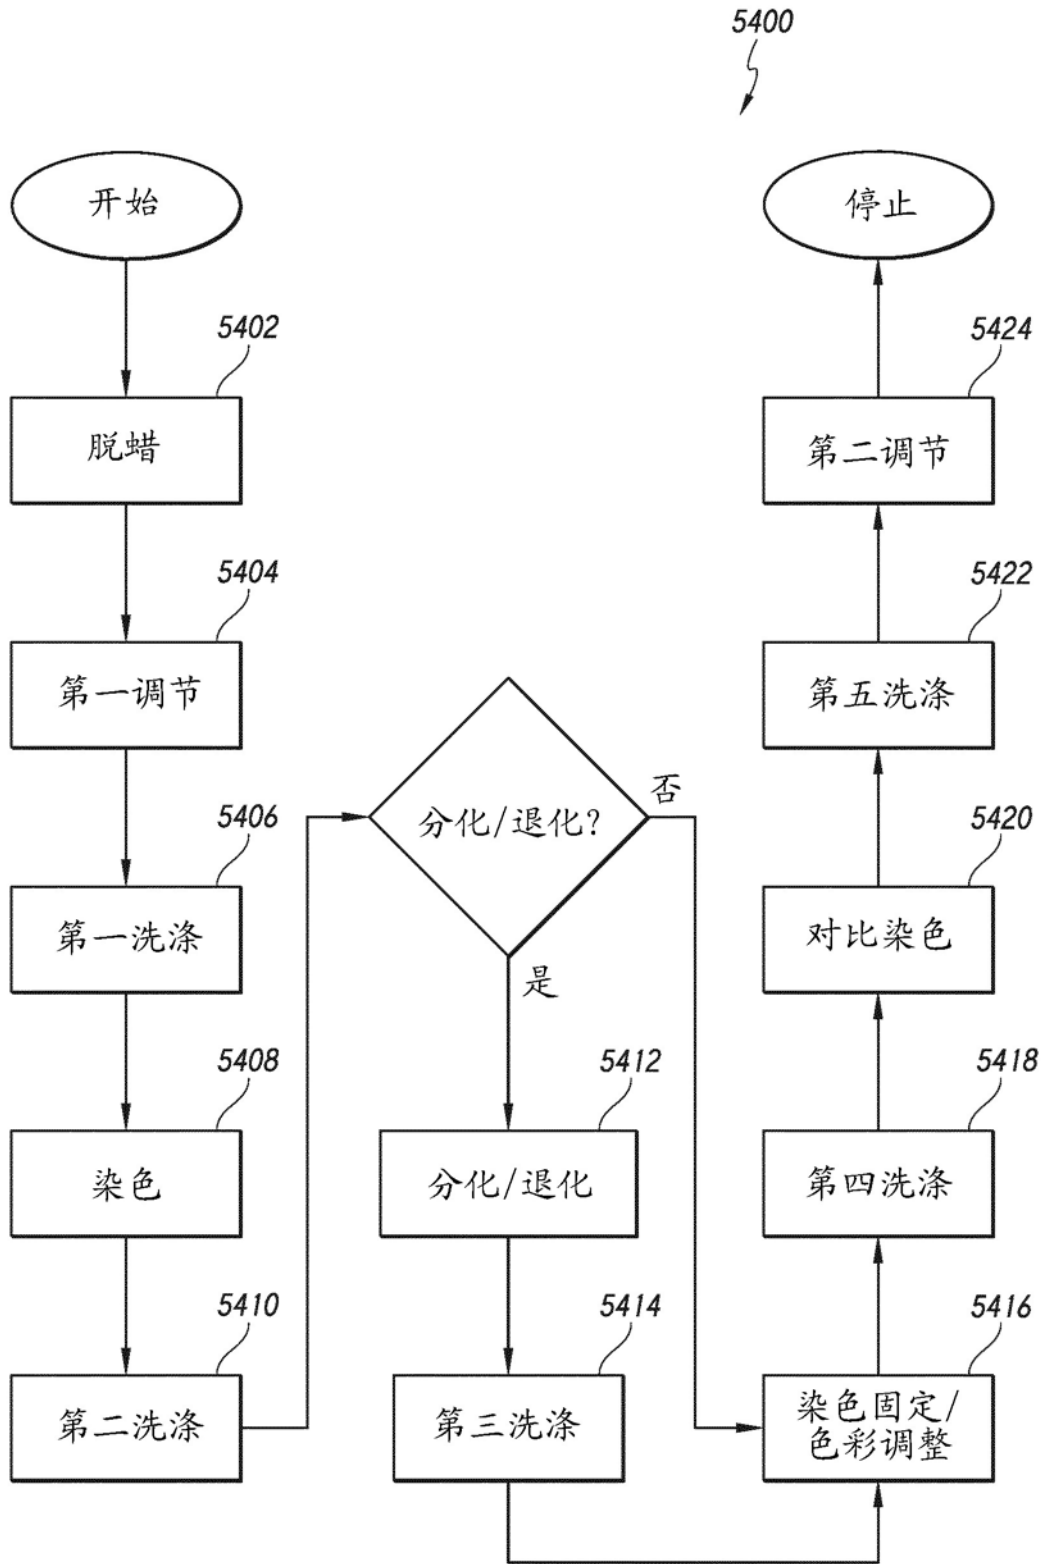 5400
开始
5402
脱蜡
5404
第一调节
5406
第一洗涤
5408
染色
5410
第二洗涤
分化/退化?
否
是
5412
分化/退化
5414
第三洗涤
停止
5424
第二调节
5422
第五洗涤
5420
对比染色
5418
第四洗涤
5416
染色固定/
色彩调整